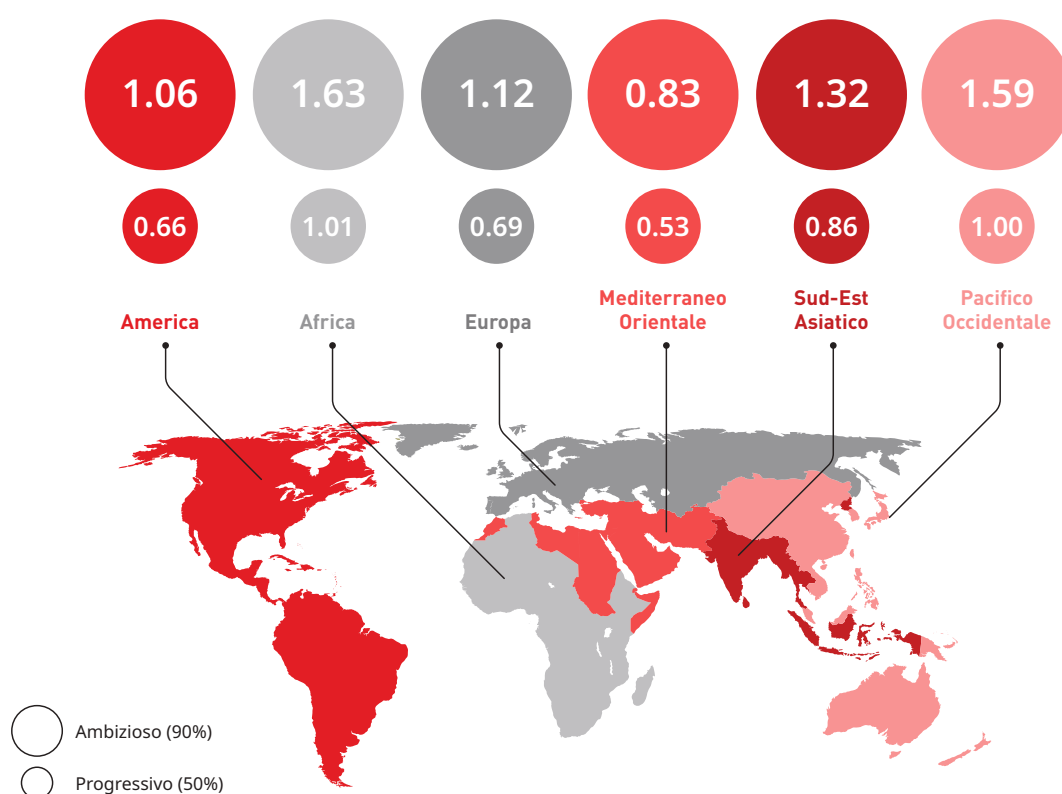 1.06 1.63 1.12 0.83 1.32 1.59
0.66 1.01 0.69 0.53 0.86 1.00
America
Africa
Europa
Mediterraneo
Orientale
Sud-Est
Asiatico
Pacifico
Occidentale
Ambizioso (90%)
Progressivo (50%)